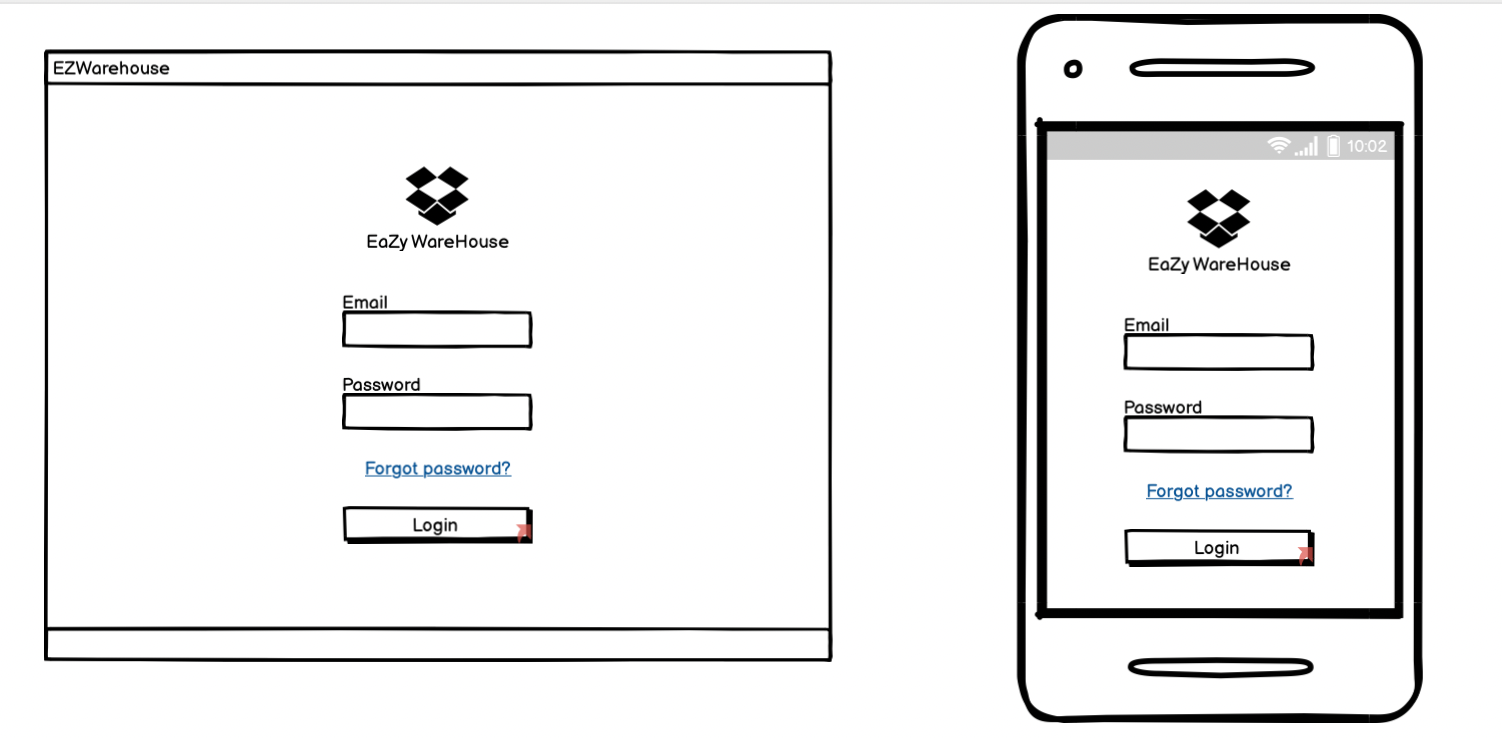 EZWarehouse
EaZy WareHouse
Email
Password
Forgot password?
Login
10:02
EaZy WareHouse
Email
Password
Forgot password?
Login